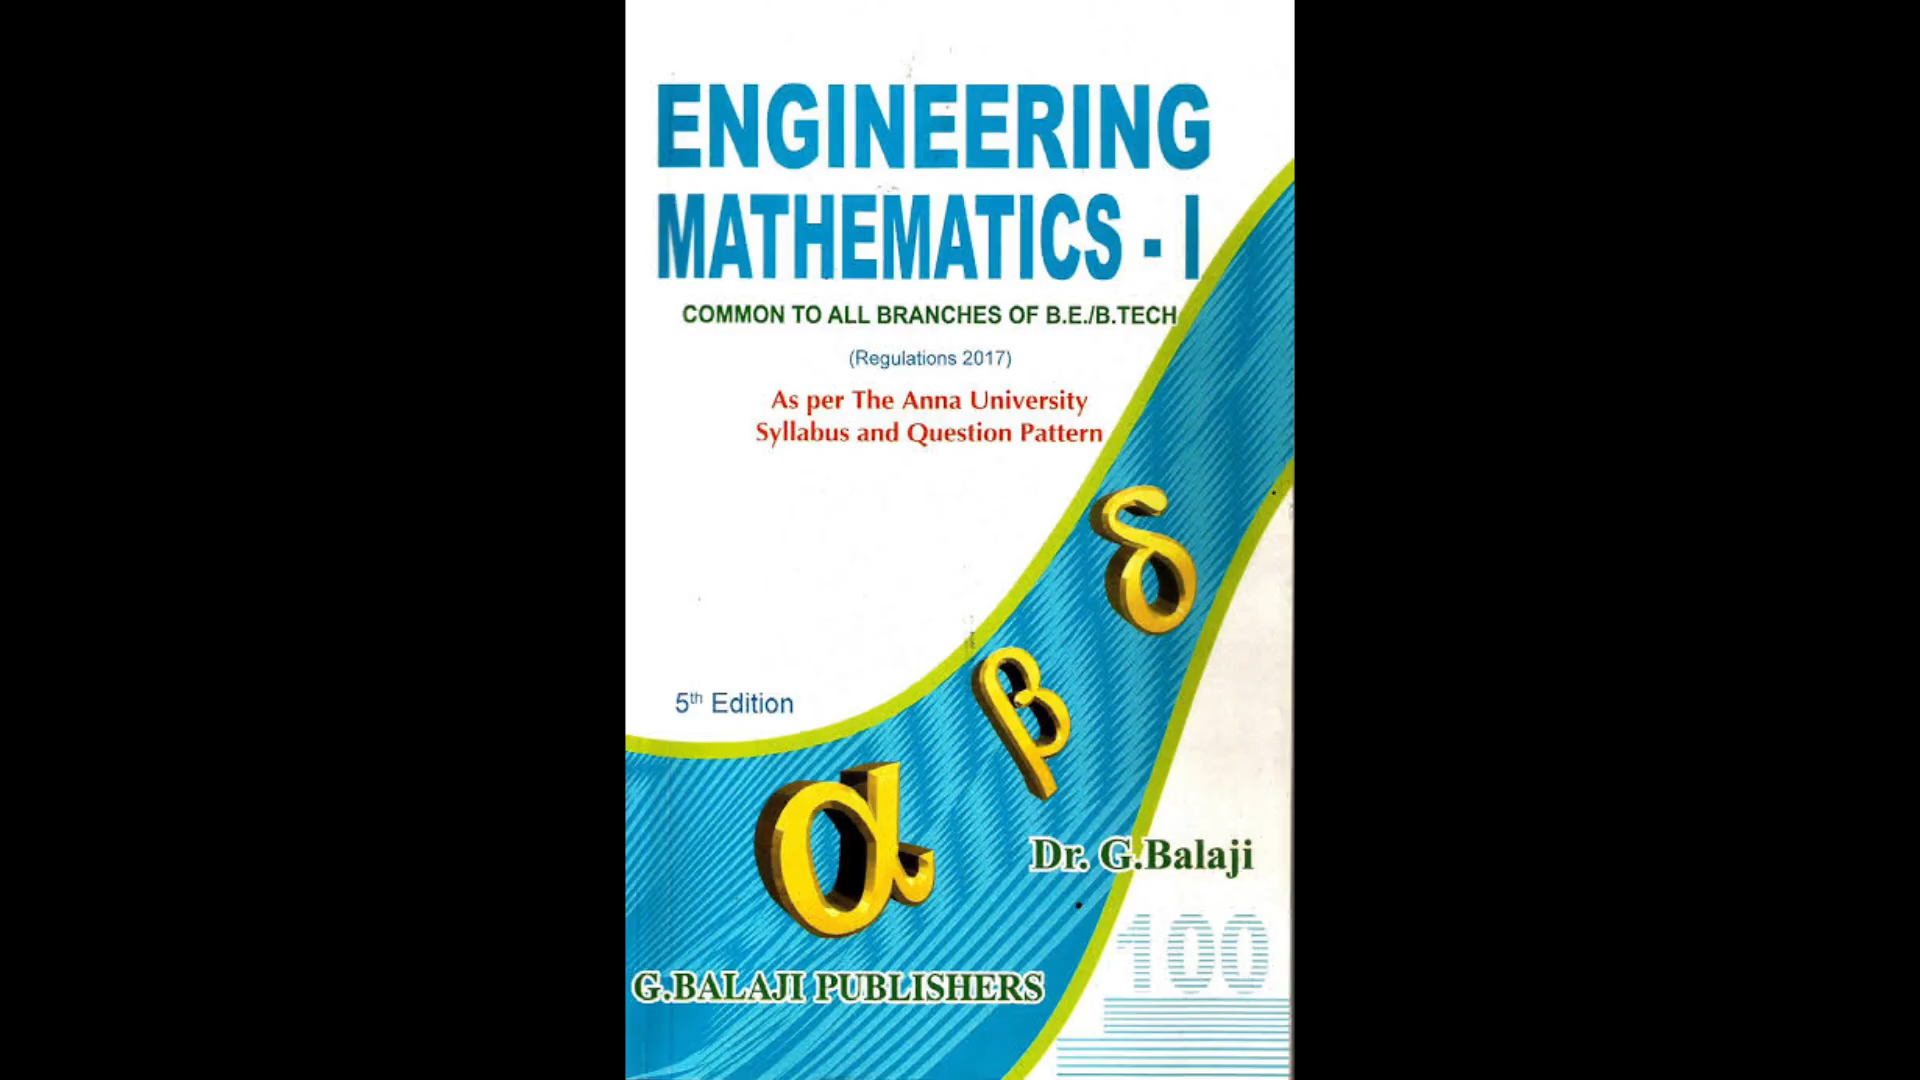 ENGINEERING
MATHEMATICS - I
COMMON TO ALL BRANCHES OF B.E./B.TECH
(Regulations 2017)
As per The Anna University
Syllabus and Question Pattern
δ
β
5th Edition
α
Dr. G.Balaji
100
G.BALAJI PUBLISHERS